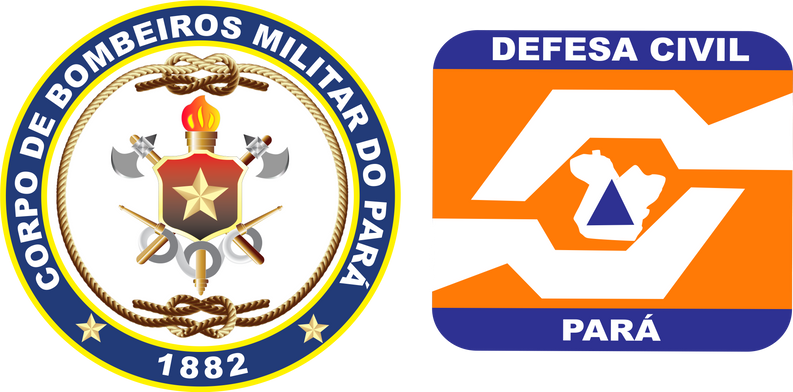 CORPO DE BOMBEIROS MILITAR DO PARÁ
1882
DEFESA CIVIL
PARÁ